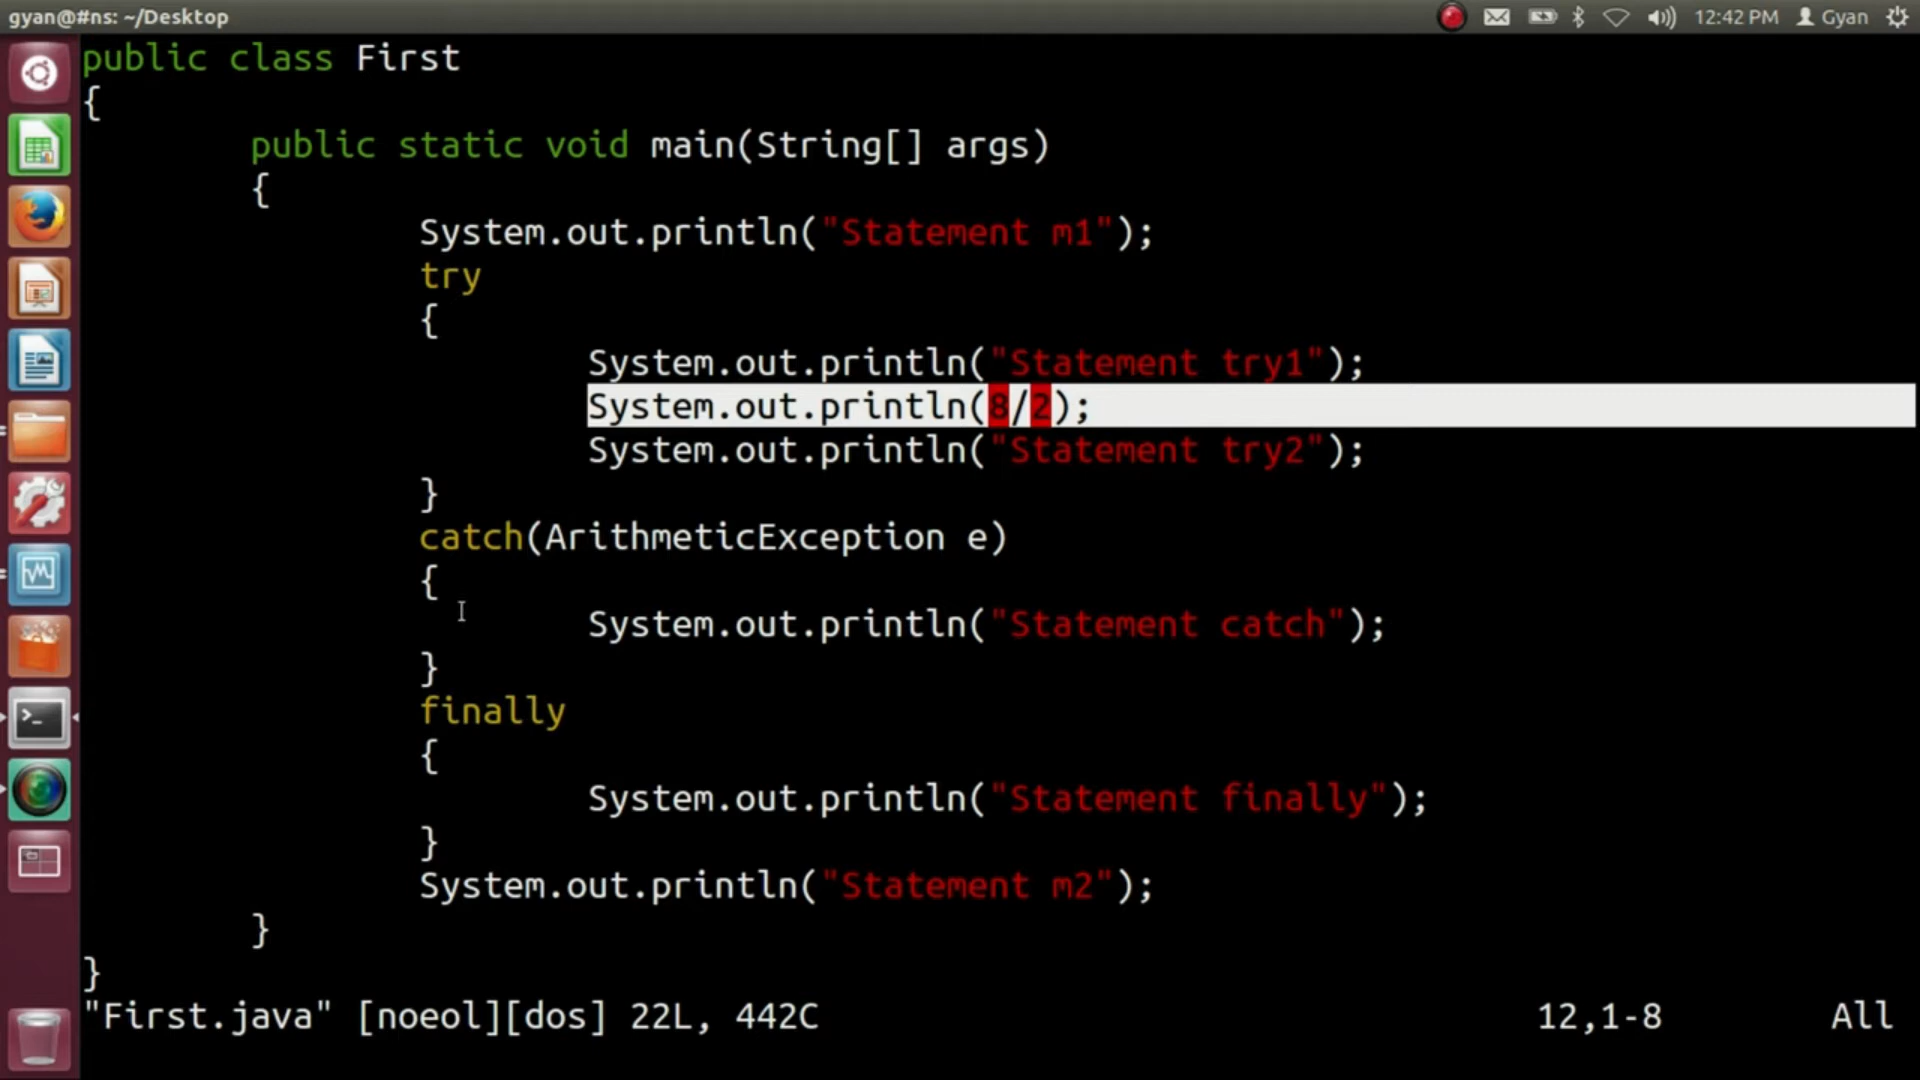 gyan@#ns: ~/Desktop
12:42 PM Gyan
public class First
{
public static void main(String[] args)
{
System.out.println("Statement m1");
try
{
System.out.println("Statement try1");
System.out.println(8/2);
System.out.println("Statement try2");
}
catch(ArithmeticException e)
{
System.out.println("Statement catch");
}
finally
{
System.out.println("Statement finally");
}
System.out.println("Statement m2");
}
}
"First.java" [noeol][dos] 22L, 442C 12,1-8 All